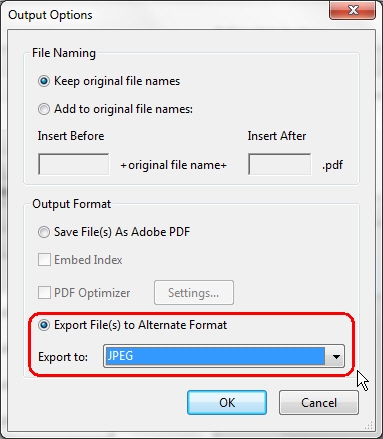 Output Options
File Naming
Keep original file names
Add to original file names:
Insert Before Insert After
+original file name+ .pdf
Output Format
Save File(s) As Adobe PDF
Embed Index
PDF Optimizer Settings...
Export File(s) to Alternate Format
Export to: JPEG
OK Cancel